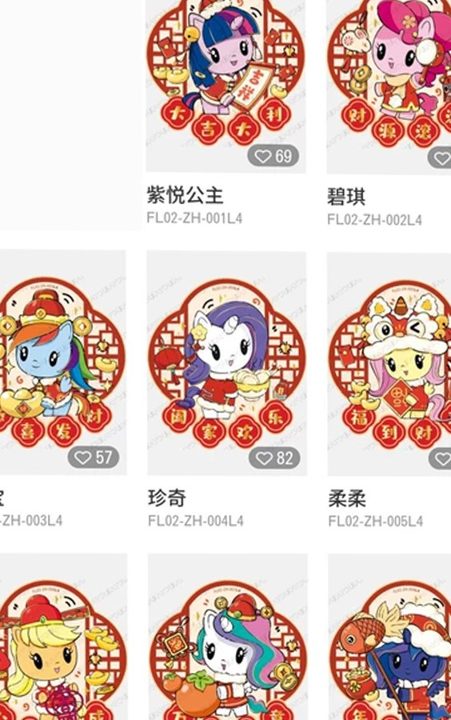 吉祥
大吉大利
69
紫悦公主
FL02-ZH-001L4
财源滚
碧琪
FL02-ZH-002L4
喜发财
57
-ZH-003L4
阖家欢乐
82
珍奇
FL02-ZH-004L4
福到财
柔柔
FL02-ZH-005L4